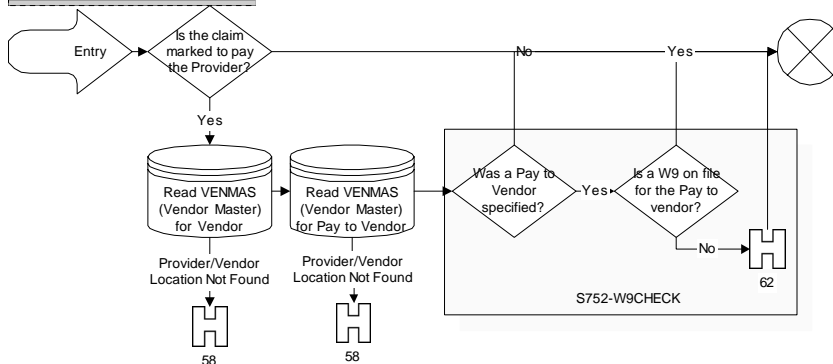 Entry
Is the claim
marked to pay
the Provider?
No
Yes
Yes
Read VENMAS
(Vendor Master)
for Vendor
Read VENMAS
(Vendor Master)
for Pay to Vendor
Was a Pay to
Vendor
specified?
Yes
Is a W9 on file
for the Pay to
vendor?
No
Provider/Vendor
Location Not Found
Provider/Vendor
Location Not Found
62
S752-W9CHECK
58
58